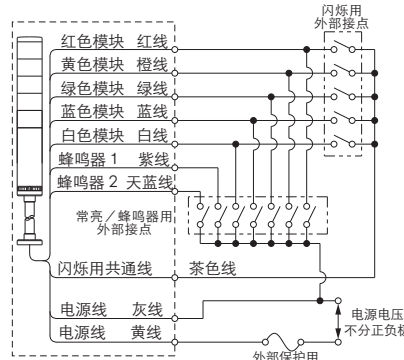 闪烁用
外部接点
红色模块 红线
黄色模块 橙线
绿色模块 绿线
蓝色模块 蓝线
白色模块 白线
蜂鸣器 1 紫线
蜂鸣器 2 天蓝线
常亮／蜂鸣器用
外部接点
闪烁用共通线 茶色线
电源线 灰线
电源电压
不分正负极
电源线 黄线
外部保护用